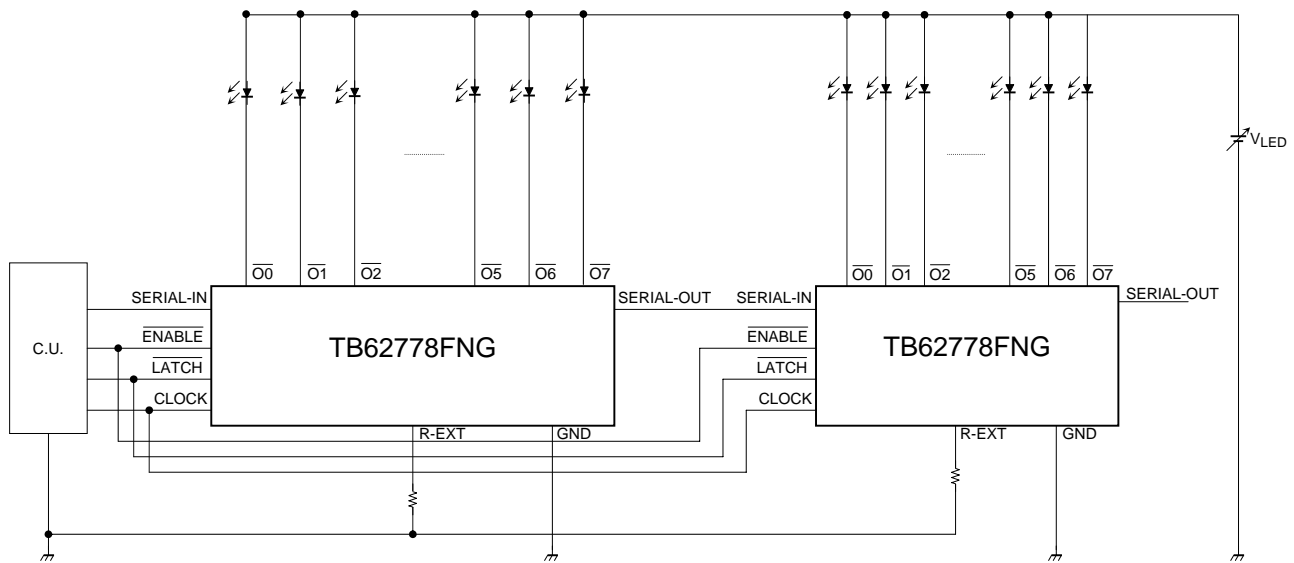 VLED
O0 O1 O2 O5 O6 O7 O0 O1 O2 O5 O6 O7
SERIAL-IN SERIAL-OUT SERIAL-IN SERIAL-OUT
C.U. ENABLE TB62778FNG ENABLE TB62778FNG
LATCH LATCH
CLOCK CLOCK
R-EXT GND R-EXT GND